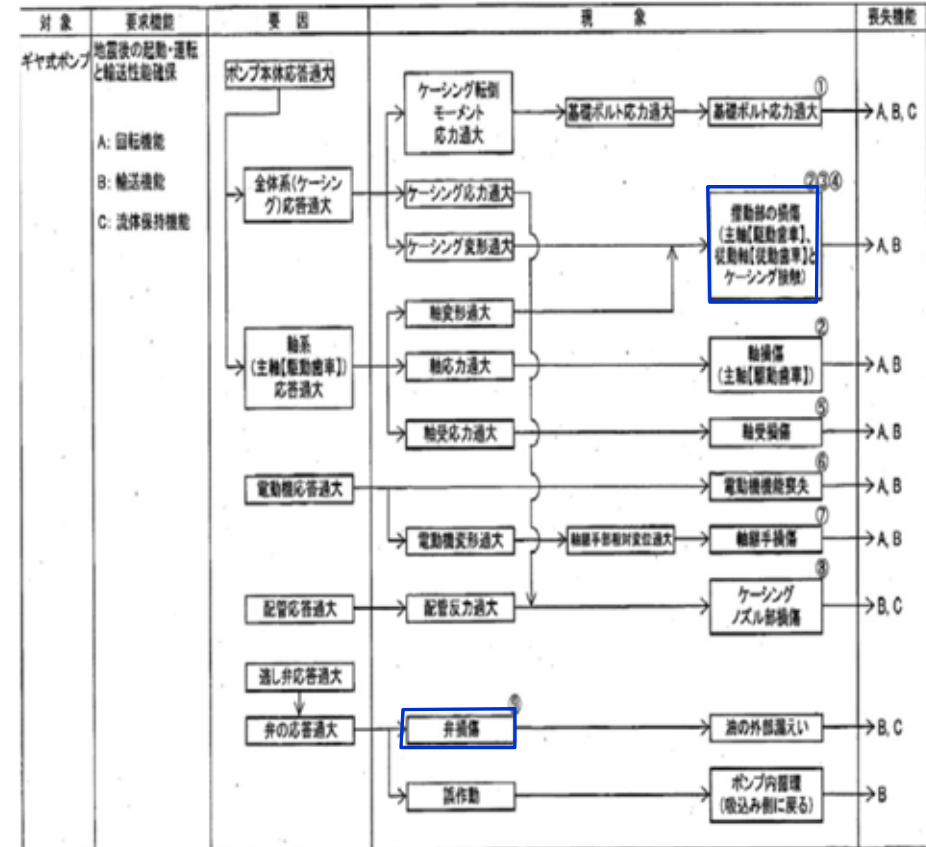 対象
要求機能
要因
現象
喪失機能
ギヤ式ポンプ
地震後の起動・運転
と輸送性能確保
A: 回転機能
B: 輸送機能
C: 流体保持機能
ポンプ本体応答過大
全体系(ケーシン
グ)応答過大
軸系
(主軸【駆動歯車】)
応答過大
電動機応答過大
配管応答過大
逃し弁応答過大
弁の応答過大
ケーシング転倒
モーメント
応力過大
基礎ボルト応力過大
①
基礎ボルト応力過大
A, B, C
ケーシング応力過大
ケーシング変形過大
②③④
摺動部の損傷
(主軸【駆動歯車】、
従動軸【従動歯車】と
ケーシング接触)
A, B
軸変形過大
軸応力過大
②
軸損傷
(主軸【駆動歯車】)
A, B
軸受応力過大
⑤
軸受損傷
A, B
⑥
電動機機能喪失
A, B
電動機変形過大
軸継手部相対変位過大
⑦
軸継手損傷
A, B
配管反力過大
⑧
ケーシング
ノズル部損傷
B, C
弁損傷
油の外部漏えい
B, C
誤作動
ポンプ内循環
(吸込み側に戻る)
B